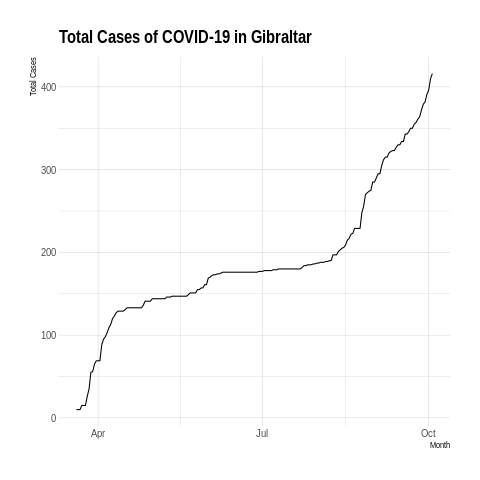 Total Cases of COVID-19 in Gibraltar
Total Cases
400
300
200
100
0
Apr
Jul
Oct
Month